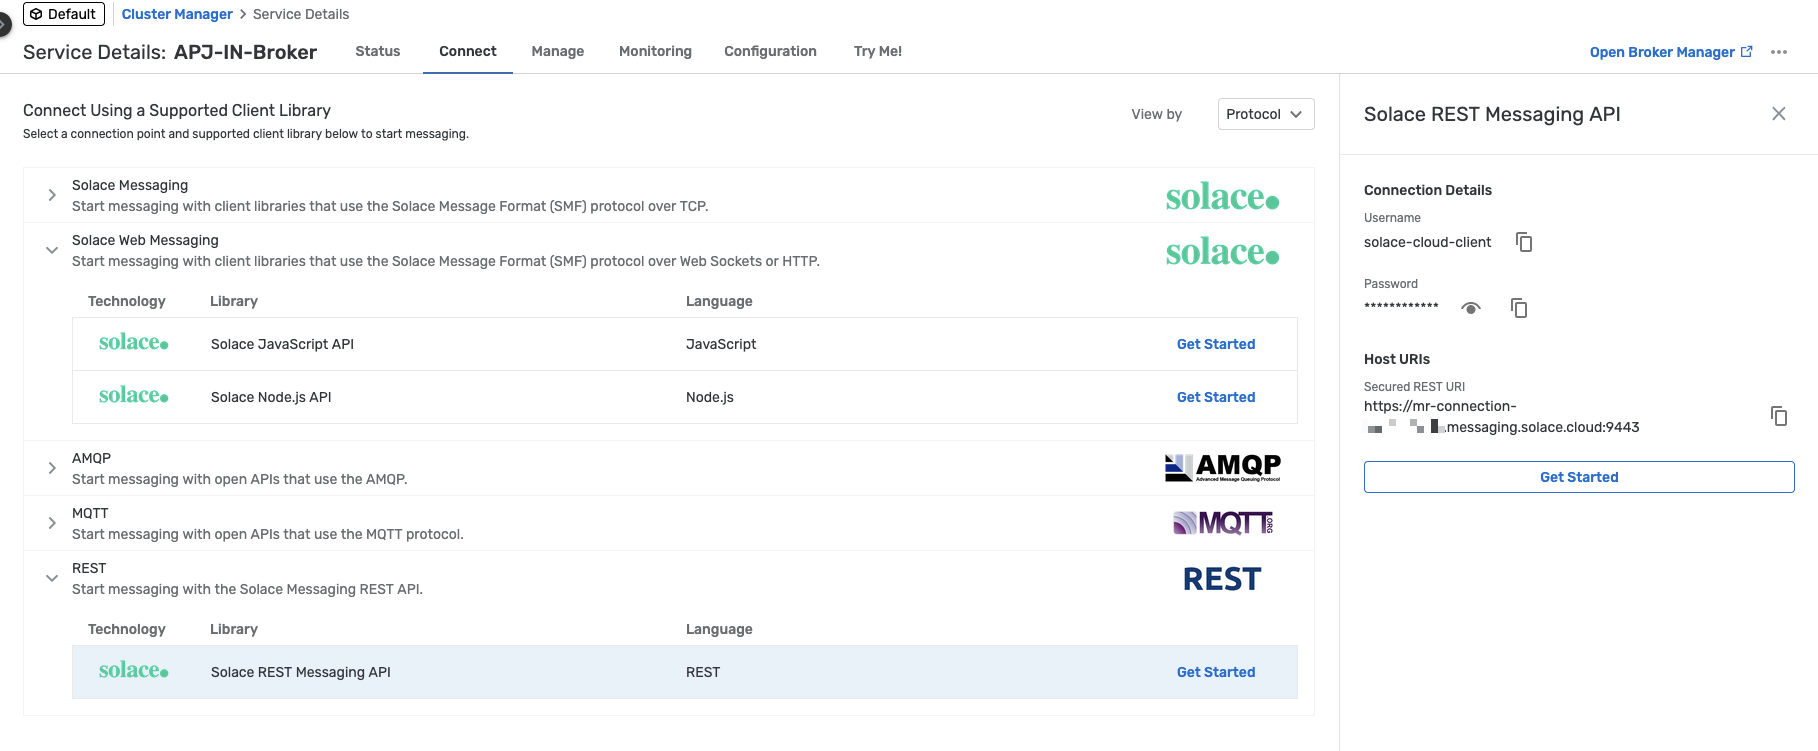 Default Cluster Manager > Service Details
Service Details: APJ-IN-Broker Status Connect Manage Monitoring Configuration Try Me! Open Broker Manager
Connect Using a Supported Client Library
Select a connection point and supported client library below to start messaging.
View by Protocol
Solace Messaging
Start messaging with client libraries that use the Solace Message Format (SMF) protocol over TCP.
solace.
Solace Web Messaging
Start messaging with client libraries that use the Solace Message Format (SMF) protocol over Web Sockets or HTTP.
solace.
Technology Library Language
solace. Solace JavaScript API JavaScript Get Started
solace. Solace Node.js API Node.js Get Started
AMQP
Start messaging with open APIs that use the AMQP.
AMQP
Advanced Message Queuing Protocol
MQTT
Start messaging with open APIs that use the MQTT protocol.
MQTT.ORG
REST
Start messaging with the Solace Messaging REST API.
REST
Technology Library Language
solace. Solace REST Messaging API REST Get Started
Solace REST Messaging API
Connection Details
Username
solace-cloud-client
Password
************
Host URIs
Secured REST URI
https://mr-connection-
.messaging.solace.cloud:9443
Get Started